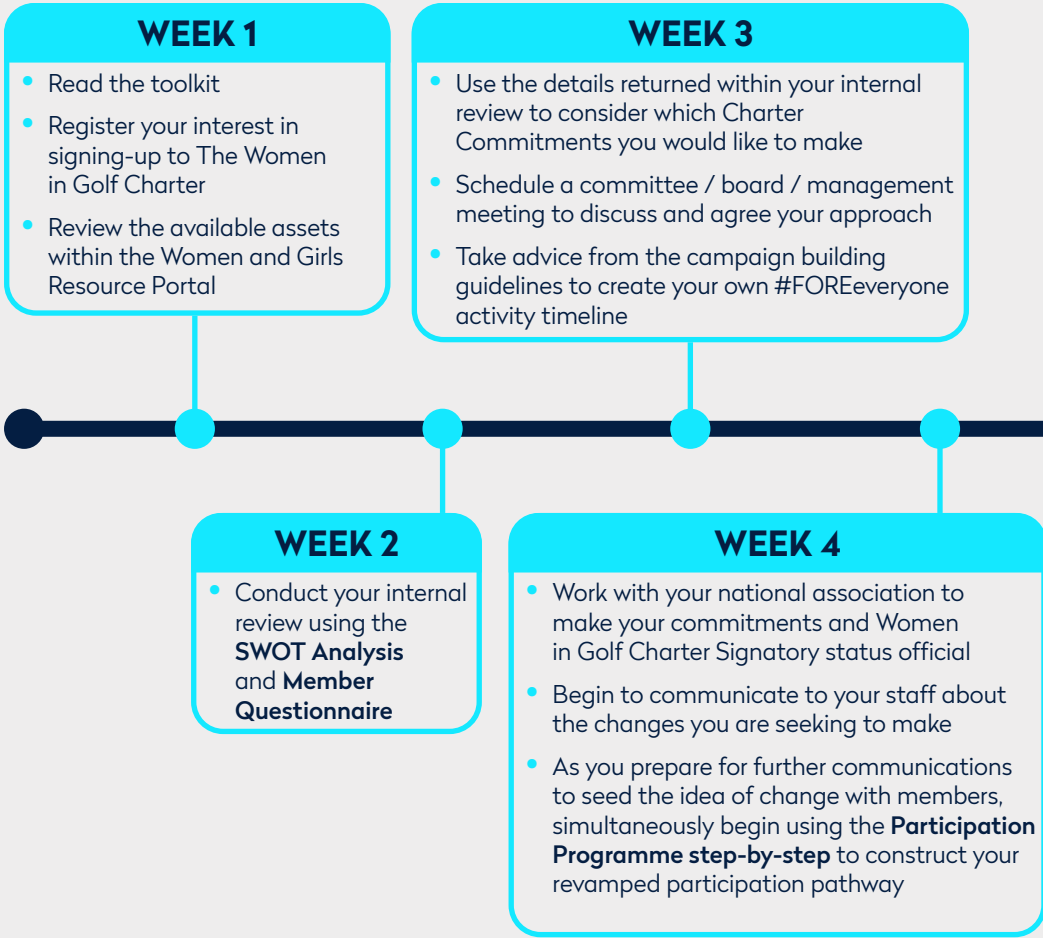 WEEK 1
• Read the toolkit
• Register your interest in
signing-up to The Women
in Golf Charter
• Review the available assets
within the Women and Girls
Resource Portal
WEEK 3
• Use the details returned within your internal
review to consider which Charter
Commitments you would like to make
• Schedule a committee / board / management
meeting to discuss and agree your approach
• Take advice from the campaign building
guidelines to create your own #FOREeveryone
activity timeline
WEEK 2
• Conduct your internal
review using the
SWOT Analysis
and Member
Questionnaire
WEEK 4
• Work with your national association to
make your commitments and Women
in Golf Charter Signatory status official
• Begin to communicate to your staff about
the changes you are seeking to make
• As you prepare for further communications
to seed the idea of change with members,
simultaneously begin using the Participation
Programme step-by-step to construct your
revamped participation pathway